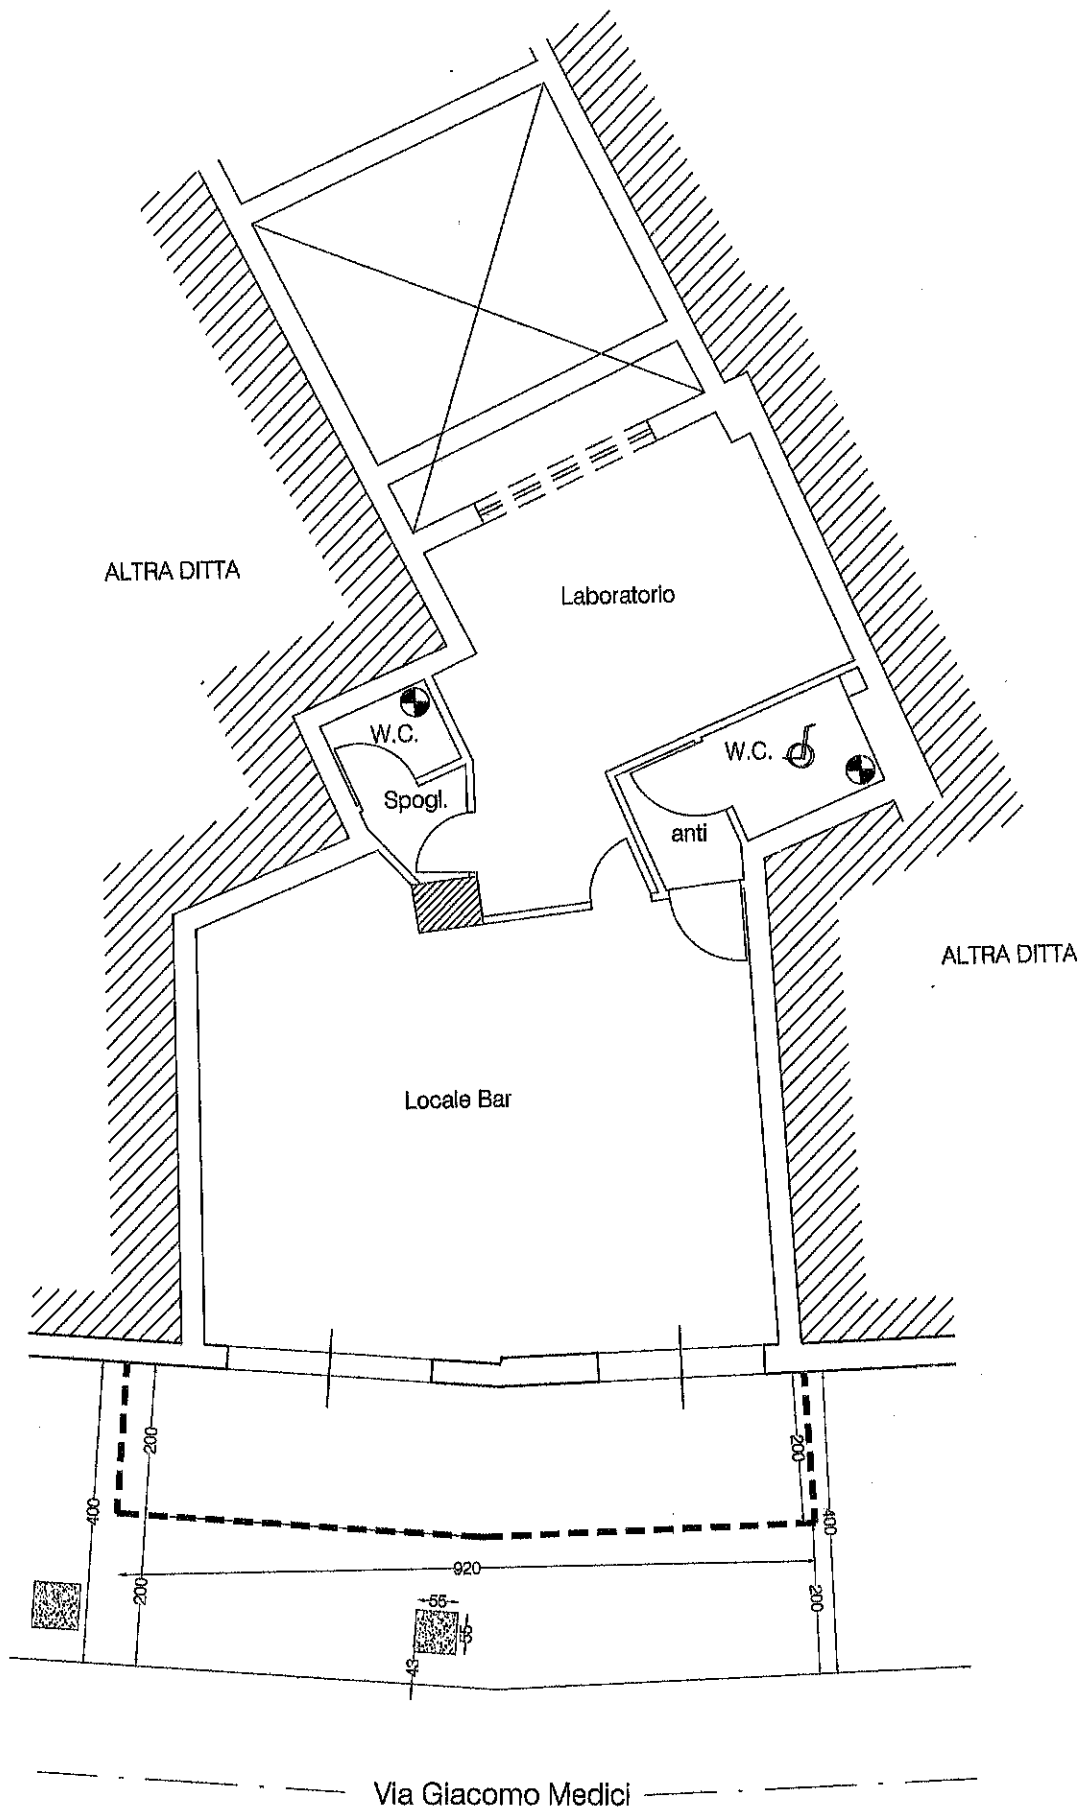 ALTRA DITTA
Laboratorio
W.C.
W.C.
Spogl.
anti
ALTRA DITTA
Locale Bar
200
200
400
400
920
200
55
55
200
43
Via Giacomo Medici